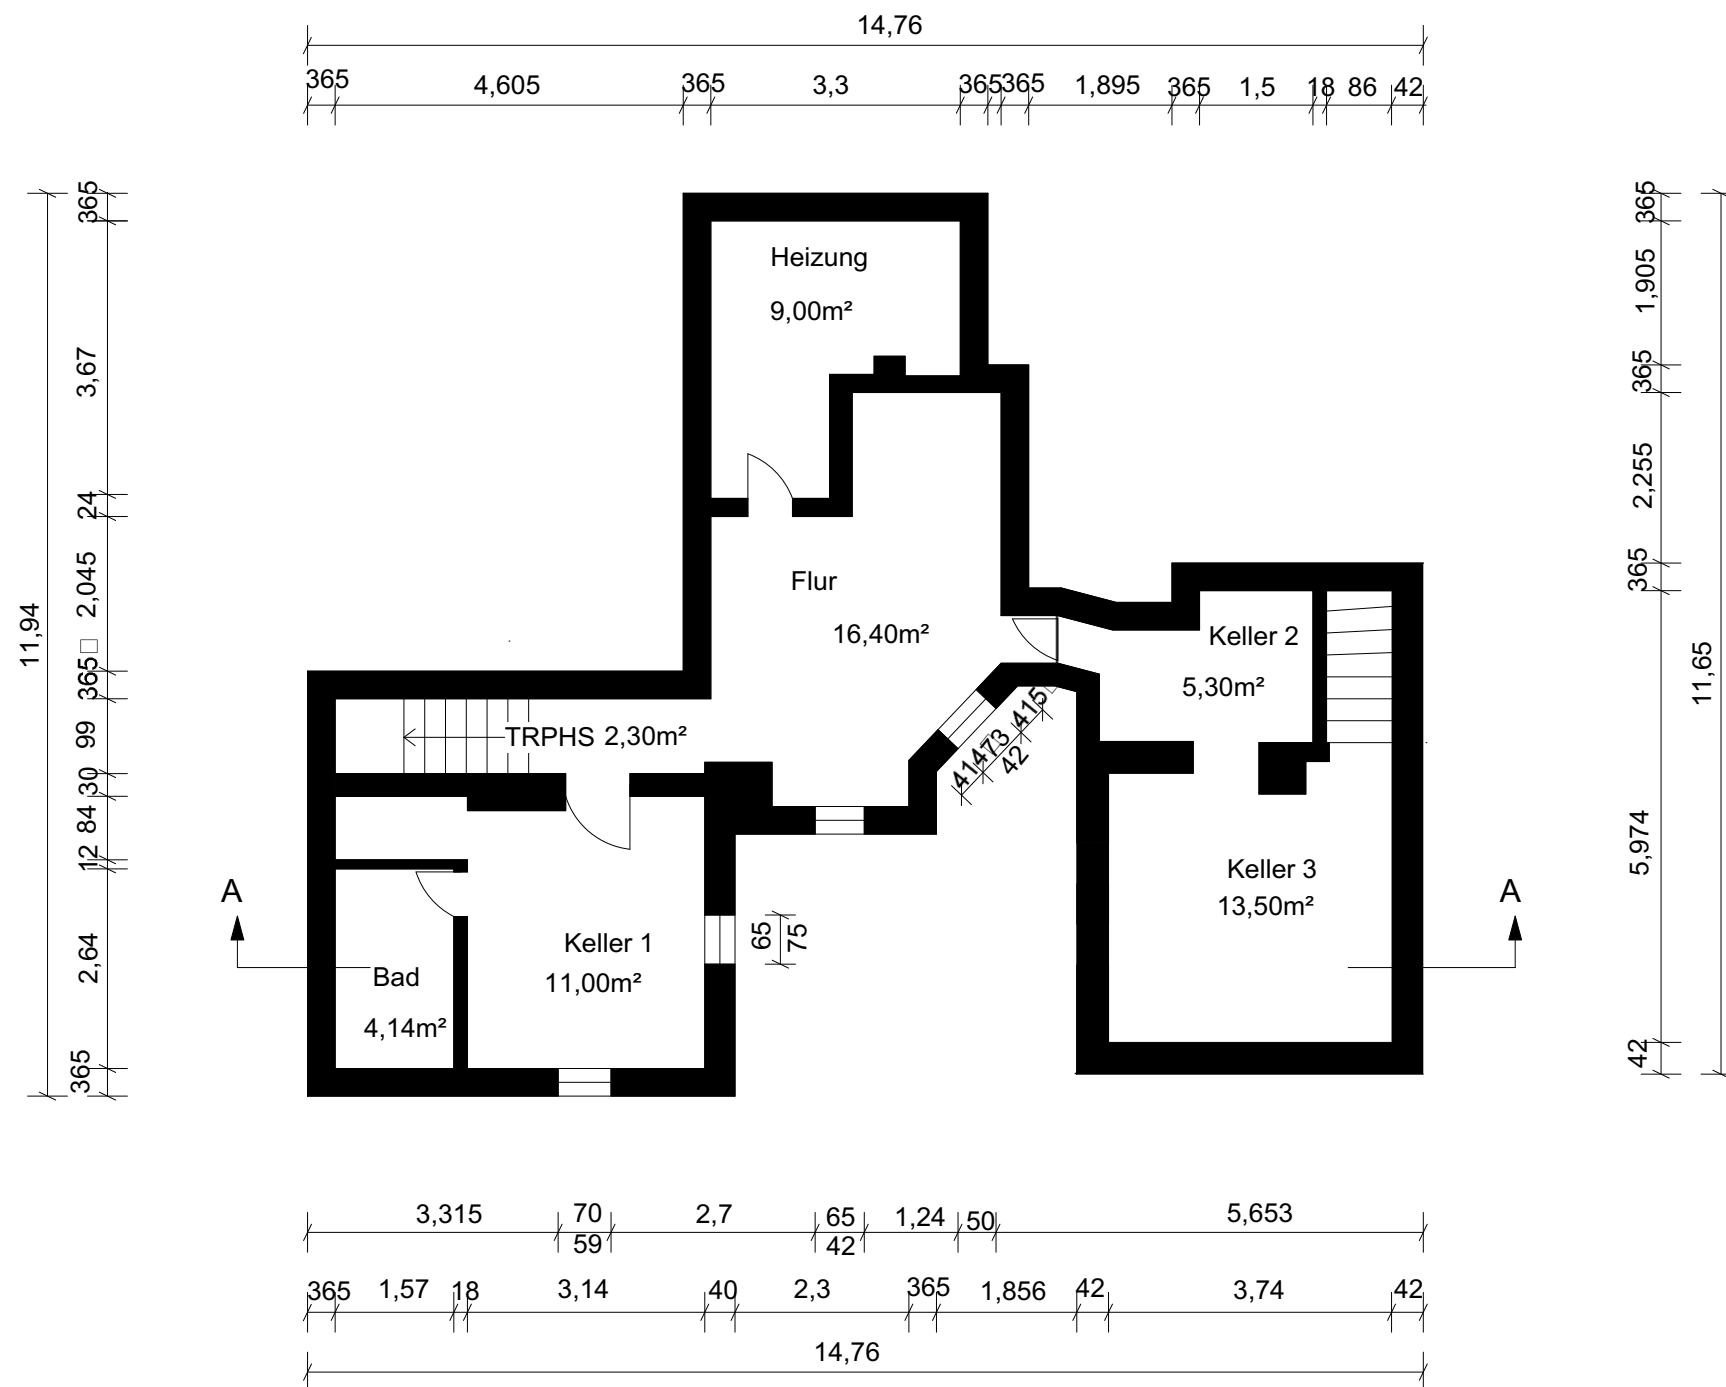 14,76
365 4,605 365 3,3 365 365 1,895 365 1,5 18 86 42
365
3,67
24
2,045
365
99
30
84
12
2,64
365
11,94
365
1,905
365
2,255
365
5,974
42
11,65
Heizung
9,00m²
Flur
16,40m²
Keller 2
5,30m²
TRPHS 2,30m²
415
73
42
414
Keller 3
13,50m²
A
A
Keller 1
11,00m²
65
75
Bad
4,14m²
3,315 70 2,7 65 1,24 50 5,653
59 42
365 1,57 18 3,14 40 2,3 365 1,856 42 3,74 42
14,76